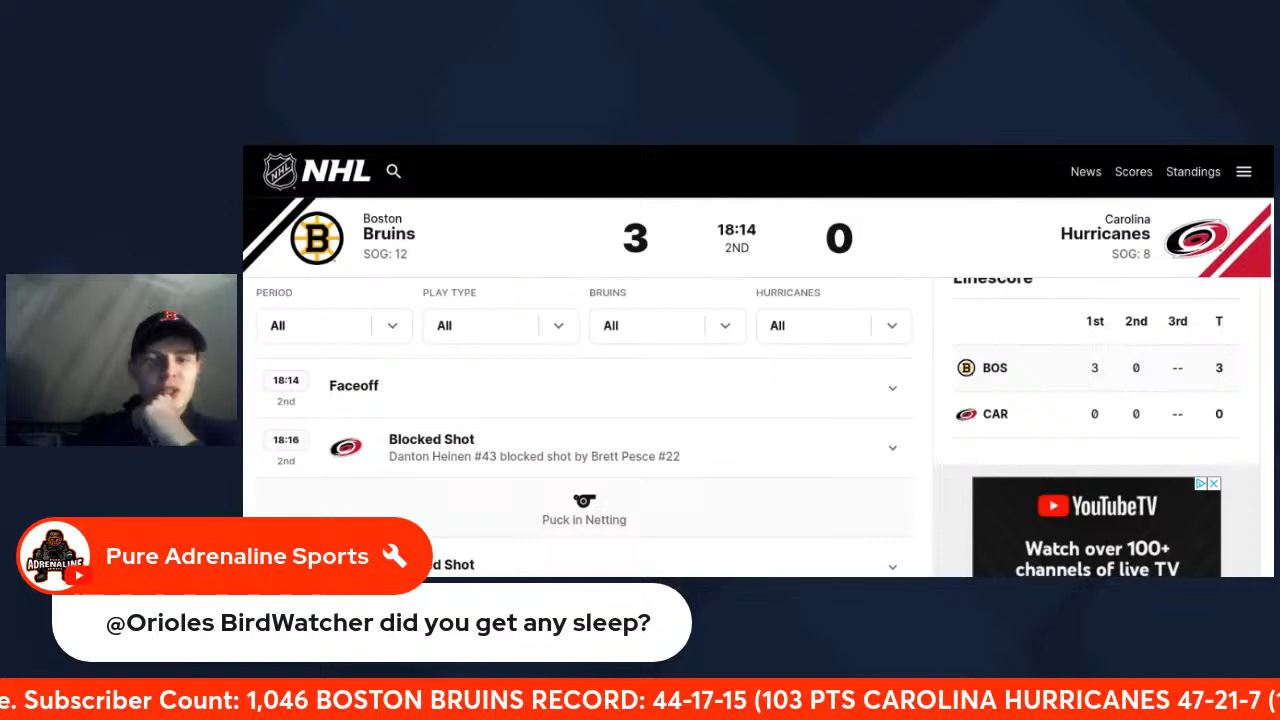 NHL
News Scores Standings
Boston
Bruins
SOG: 12
3
18:14
2ND
0
Carolina
Hurricanes
SOG: 8
PERIOD PLAY TYPE BRUINS HURRICANES
All All All All
18:14
2nd
Faceoff
18:16
2nd
Blocked Shot
Danton Heinen #43 blocked shot by Brett Pesce #22
Puck in Netting
d Shot
Linescore
1st 2nd 3rd T
BOS 3 0 -- 3
CAR 0 0 -- 0
YouTubeTV
Watch over 100+
channels of live TV
ADRENALINE
Pure Adrenaline Sports
@Orioles BirdWatcher did you get any sleep?
e. Subscriber Count: 1,046 BOSTON BRUINS RECORD: 44-17-15 (103 PTS CAROLINA HURRICANES 47-21-7 (1